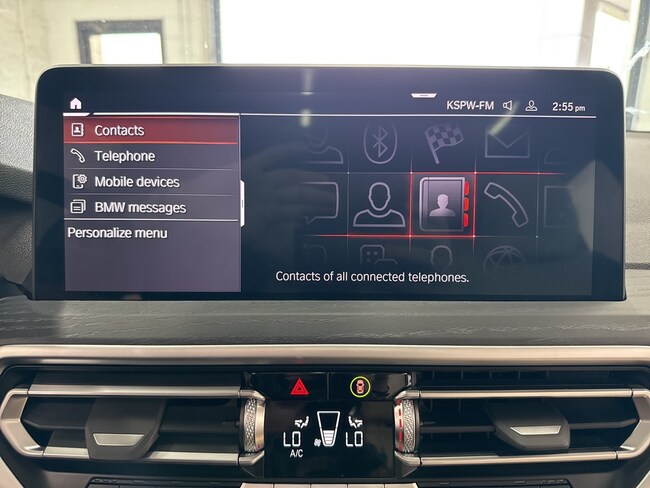 KSPW-FM 2:55 pm
Contacts
Telephone
Mobile devices
BMW messages
Personalize menu
Contacts of all connected telephones.
LO LO
A/C